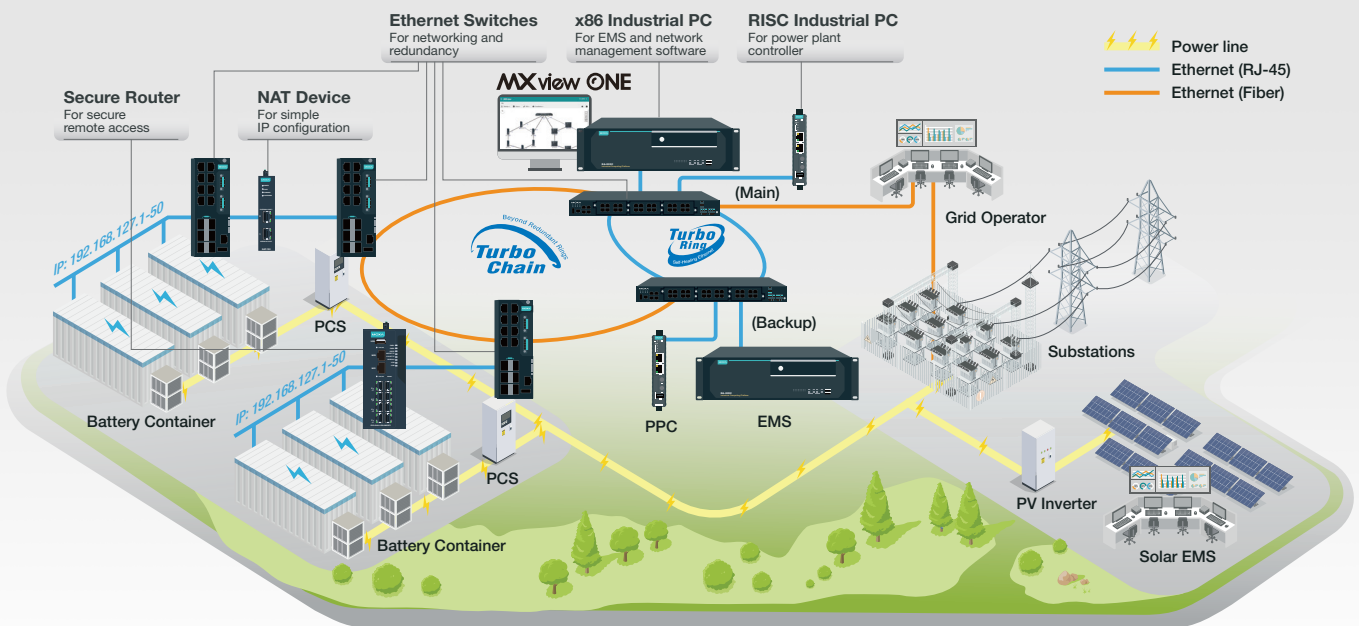 Ethernet Switches
For networking and
redundancy
x86 Industrial PC
For EMS and network
management software
RISC Industrial PC
For power plant
controller
Power line
Ethernet (RJ-45)
Ethernet (Fiber)
MXview ONE
Secure Router
For secure
remote access
NAT Device
For simple
IP configuration
(Main)
Grid Operator
Beyond Redundant Rings
Turbo
Chain
Turbo
Ring
Self-Healing Ethernet
IP: 192.168.127.1-50
PCS
(Backup)
Substations
IP: 192.168.127.1-50
Battery Container
PPC
EMS
PCS
PV Inverter
Battery Container
Solar EMS